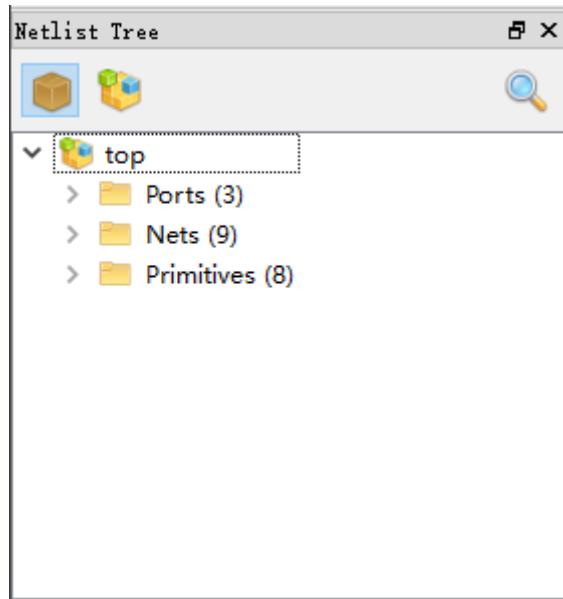 Netlist Tree
top
Ports (3)
Nets (9)
Primitives (8)